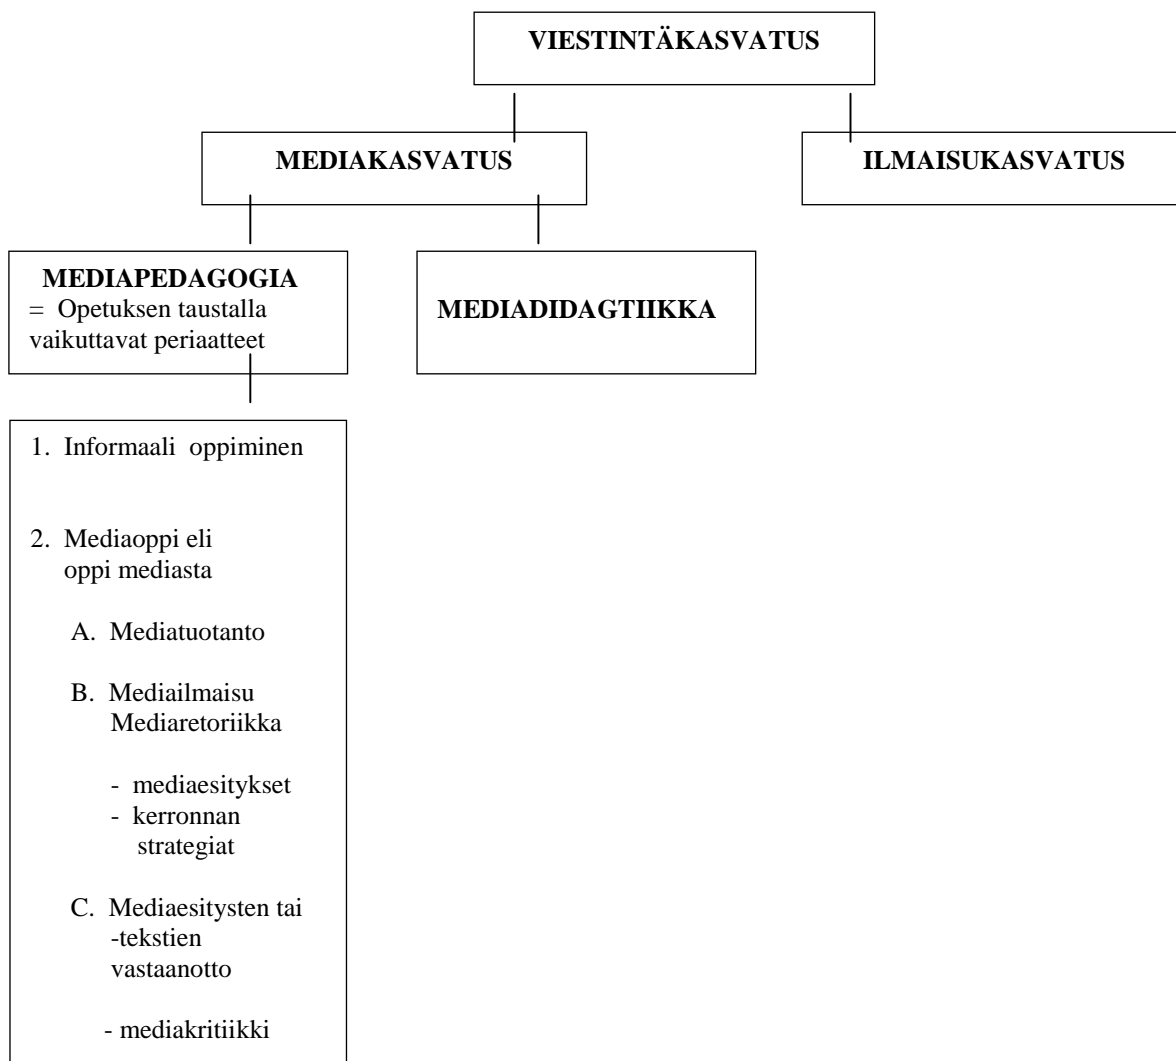 VIESTINTÄKASVATUS
MEDIAKASVATUS
ILMAISUKASVATUS
MEDIAPEDAGOGIA
= Opetuksen taustalla
vaikuttavat periaatteet
MEDIADIDAGTIIKKA
1. Informaali oppiminen
2. Mediaoppi eli
oppi mediasta
A. Mediatuotanto
B. Mediailmaisu
Mediaretoriikka
- mediaesitykset
- kerronnan
strategiat
C. Mediaesitysten tai
-tekstien
vastaanotto
- mediakritiikki